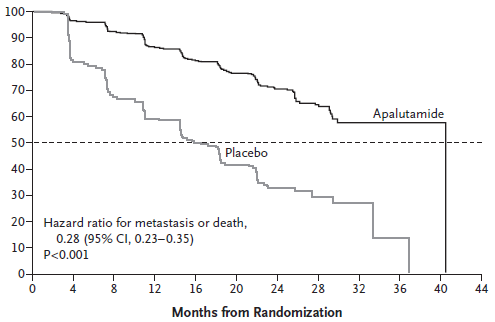 100
90
80
70
60
50
40
30
20
10
0
Apalutamide
Placebo
Hazard ratio for metastasis or death,
0.28 (95% CI, 0.23–0.35)
P<0.001
0 4 8 12 16 20 24 28 32 36 40 44
Months from Randomization